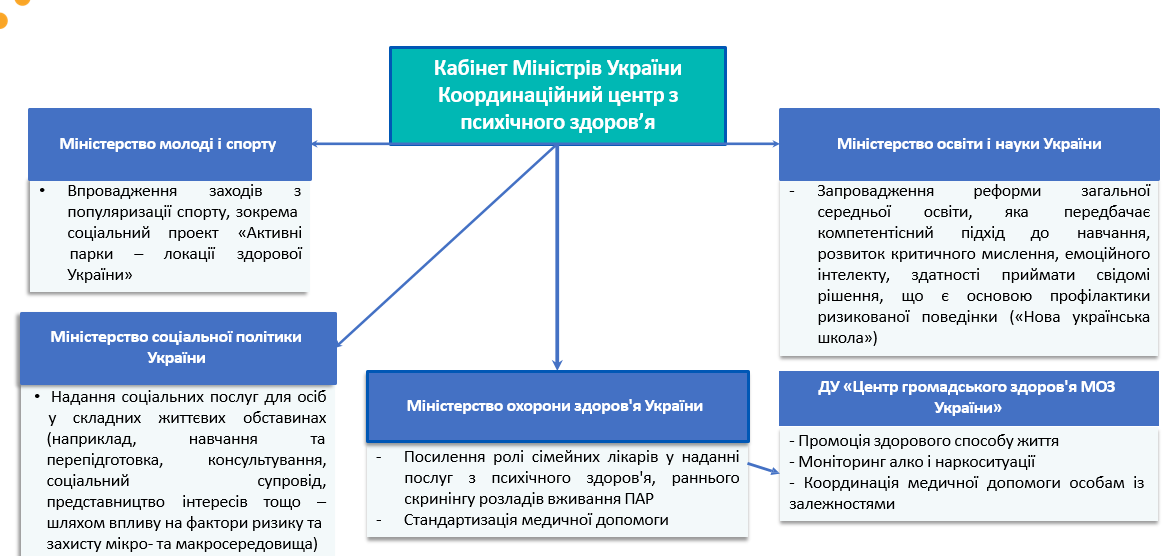 Кабінет Міністрів України
Координаційний центр з
психічного здоров’я
Міністерство молоді і спорту
• Впровадження заходів з
популяризації спорту, зокрема
соціальний проект «Активні
парки – локації здорової
України»
Міністерство освіти і науки України
- Запровадження реформи загальної
середньої освіти, яка передбачає
компетентісний підхід до навчання,
розвиток критичного мислення, емоційного
інтелекту, здатності приймати свідомі
рішення, що є основою профілактики
ризикованої поведінки («Нова українська
школа»)
Міністерство соціальної політики
України
• Надання соціальних послуг для осіб
у складних життєвих обставинах
(наприклад, навчання та
перепідготовка, консультування,
соціальний супровід,
представництво інтересів тощо –
шляхом впливу на фактори ризику та
захисту мікро- та макросередовища)
Міністерство охорони здоров'я України
- Посилення ролі сімейних лікарів у наданні
послуг з психічного здоров'я, раннього
скринінгу розладів вживання ПАР
- Стандартизація медичної допомоги
ДУ «Центр громадського здоров'я МОЗ
України»
- Промоція здорового способу життя
- Моніторинг алко і наркоситуації
- Координація медичної допомоги особам із
залежностями